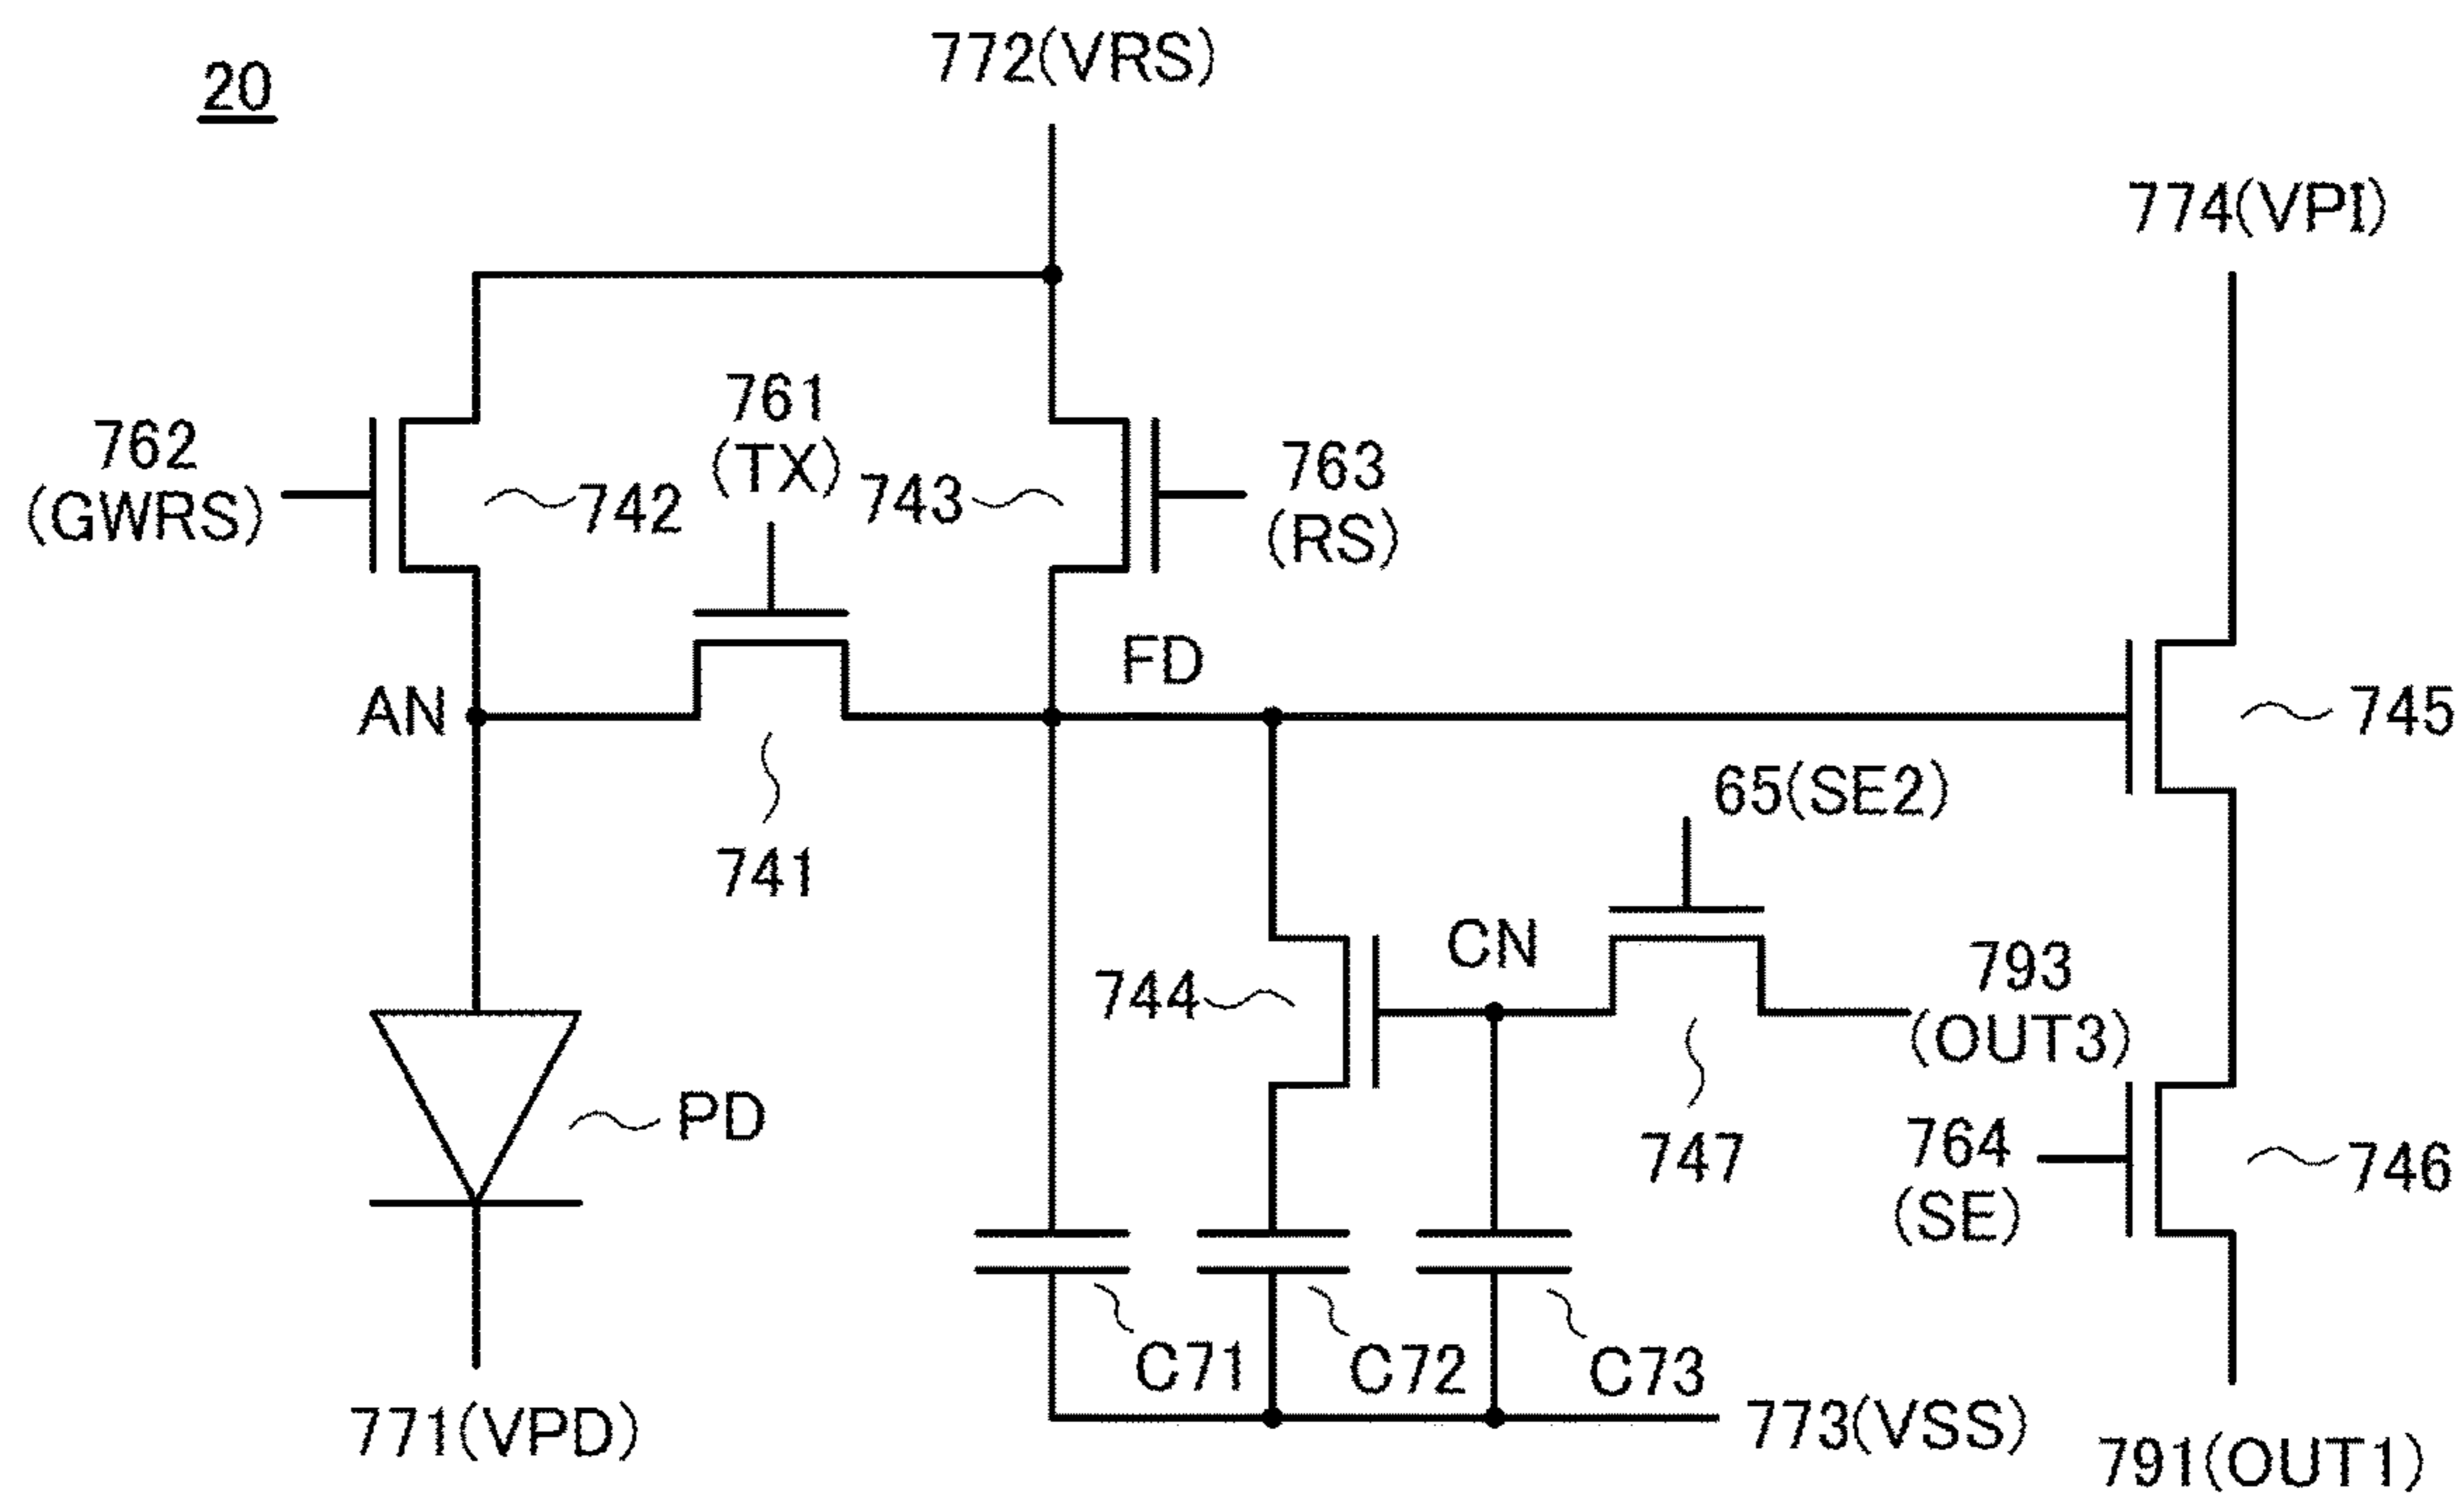 20
772(VRS)
774(VPI)
761
(TX)
762
(GWRS)
742
743
763
(RS)
AN
FD
745
65(SE2)
741
CN
744
793
(OUT3)
PD
747
764
(SE)
746
C71
C72
C73
771(VPD)
773(VSS)
791(OUT1)